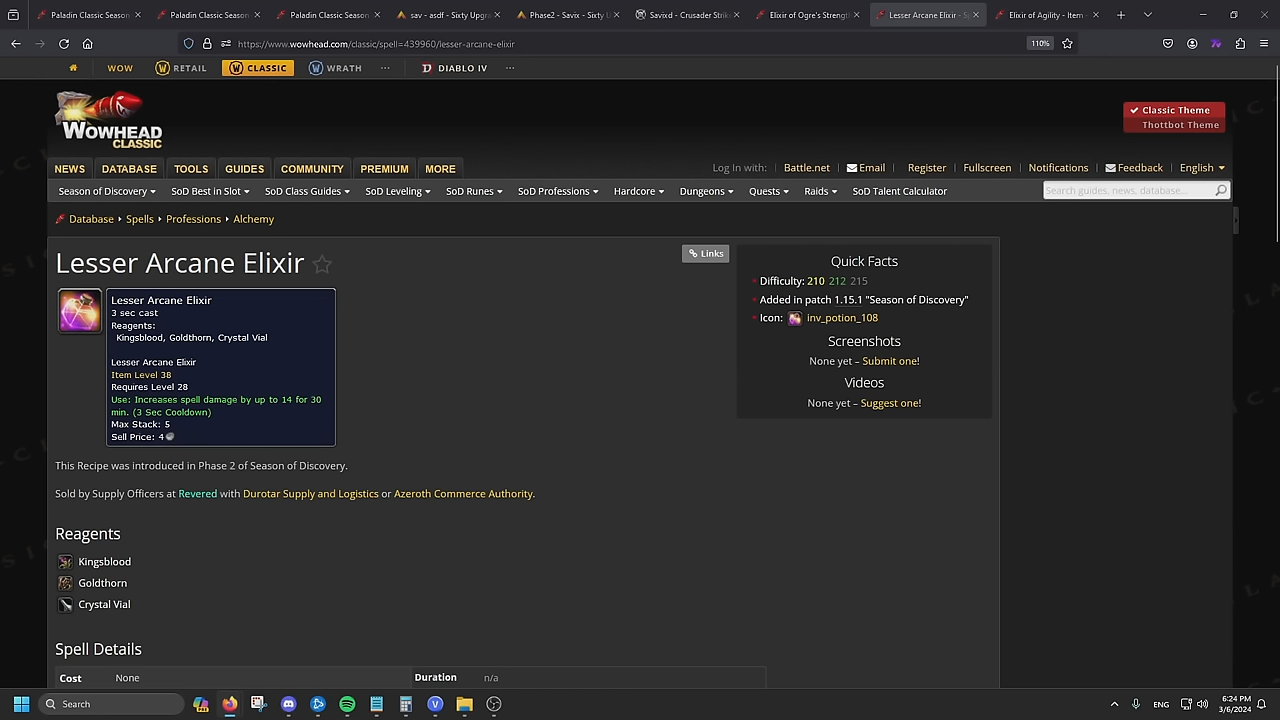 Paladin Classic Season
Paladin Classic Season
Paladin Classic Season
sav - asdf - Sixty Upgra
Phase2 - Savix - Sixty U
Savixd - Crusader Strike
Elixir of Ogre's Strength
Lesser Arcane Elixir - S
Elixir of Agility - Item
https://www.wowhead.com/classic/spell=439960/lesser-arcane-elixir
110%
WOW
RETAIL
CLASSIC
WRATH
DIABLO IV
WOWHEAD
CLASSIC
Classic Theme
Thottbot Theme
NEWS DATABASE TOOLS GUIDES COMMUNITY PREMIUM MORE
Log In with: Battle.net Email Register Fullscreen Notifications Feedback English
Season of Discovery SoD Best in Slot SoD Class Guides SoD Leveling SoD Runes SoD Professions Hardcore Dungeons Quests Raids SoD Talent Calculator
Search guides, news, database...
Database Spells Professions Alchemy
Lesser Arcane Elixir
Links
Lesser Arcane Elixir
3 sec cast
Reagents:
Kingsblood, Goldthorn, Crystal Vial
Lesser Arcane Elixir
Item Level 38
Requires Level 28
Use: Increases spell damage by up to 14 for 30
min. (3 Sec Cooldown)
Max Stack: 5
Sell Price: 4
Quick Facts
Difficulty: 210 212 215
Added in patch 1.15.1 "Season of Discovery"
Icon: inv_potion_108
Screenshots
None yet – Submit one!
Videos
None yet – Suggest one!
This Recipe was introduced in Phase 2 of Season of Discovery.
Sold by Supply Officers at Revered with Durotar Supply and Logistics or Azeroth Commerce Authority.
Reagents
Kingsblood
Goldthorn
Crystal Vial
Spell Details
Cost None Duration n/a
Search
ENG
6:24 PM
3/6/2024